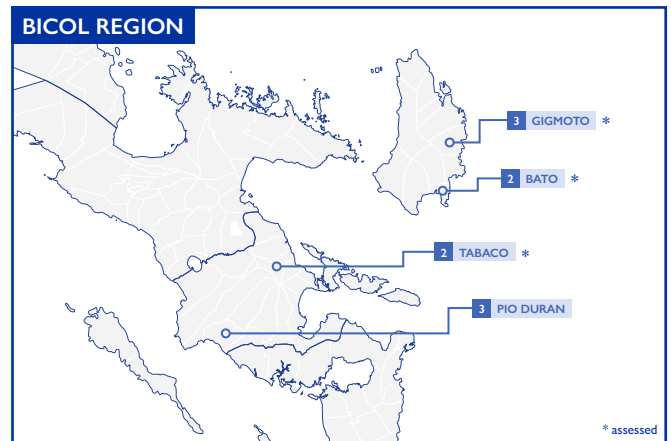 BICOL REGION
3 GIGMOTO *
2 BATO *
2 TABACO *
3 PIO DURAN
* assessed